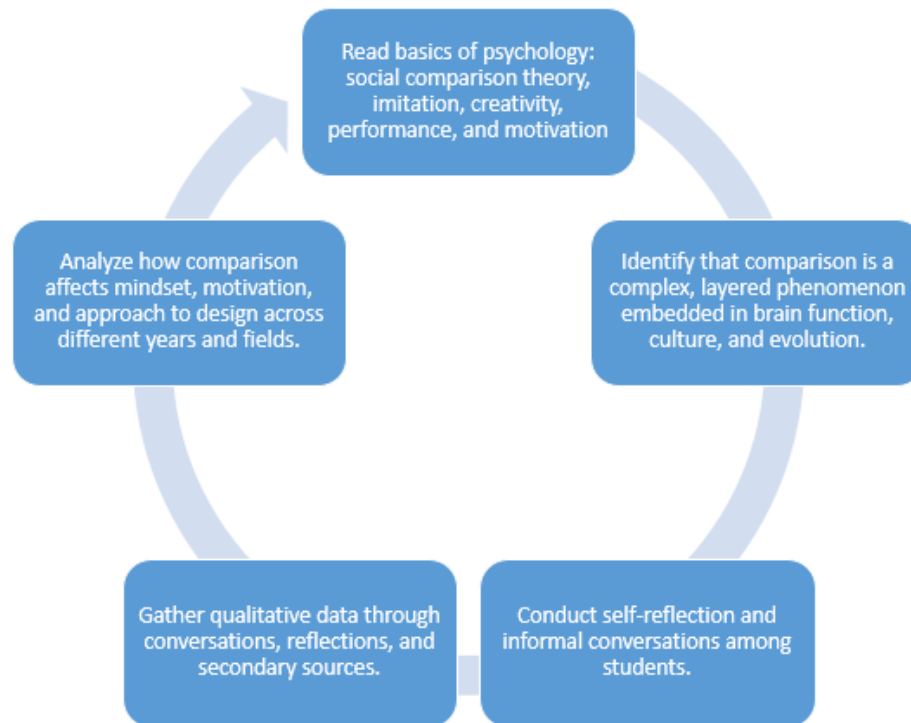 Read basics of psychology:
social comparison theory,
imitation, creativity,
performance, and motivation
Identify that comparison is a
complex, layered phenomenon
embedded in brain function,
culture, and evolution.
Conduct self-reflection and
informal conversations among
students.
Gather qualitative data through
conversations, reflections, and
secondary sources.
Analyze how comparison
affects mindset, motivation,
and approach to design across
different years and fields.